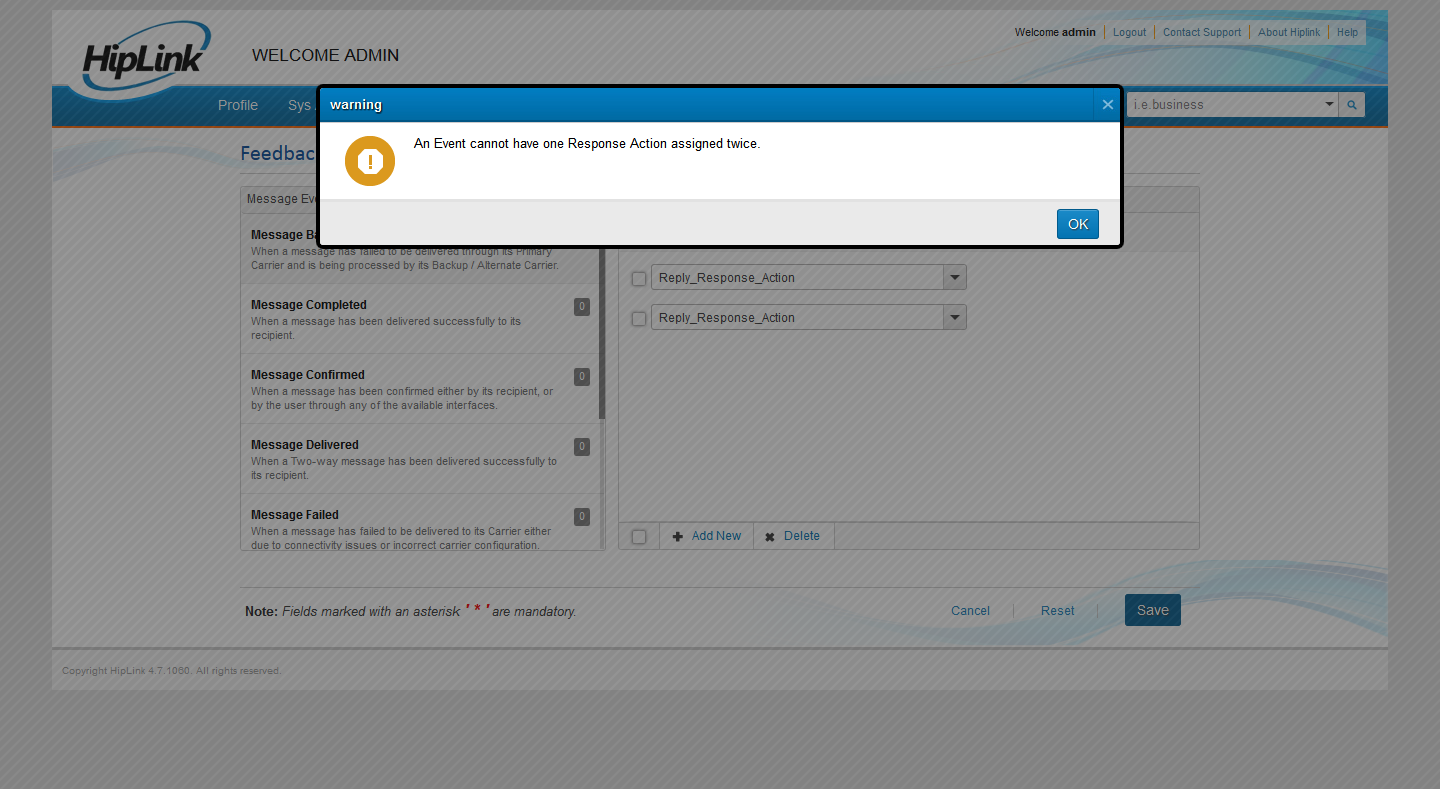 HipLink
WELCOME ADMIN
Welcome admin
Logout
Contact Support
About Hiplink
Help
Profile
Sys
i.e.business
warning
An Event cannot have one Response Action assigned twice.
OK
Feedbac
Message Eve
Message Ba
When a message has failed to be delivered through its Primary
Carrier and is being processed by its Backup / Alternate Carrier.
Message Completed
0
When a message has been delivered successfully to its
recipient.
Message Confirmed
0
When a message has been confirmed either by its recipient, or
by the user through any of the available interfaces.
Message Delivered
0
When a Two-way message has been delivered successfully to
its recipient.
Message Failed
0
When a message has failed to be delivered to its Carrier either
due to connectivity issues or incorrect carrier configuration.
Reply_Response_Action
Reply_Response_Action
Add New
Delete
Note: Fields marked with an asterisk ' * ' are mandatory.
Cancel
Reset
Save
Copyright HipLink 4.7.1060. All rights reserved.